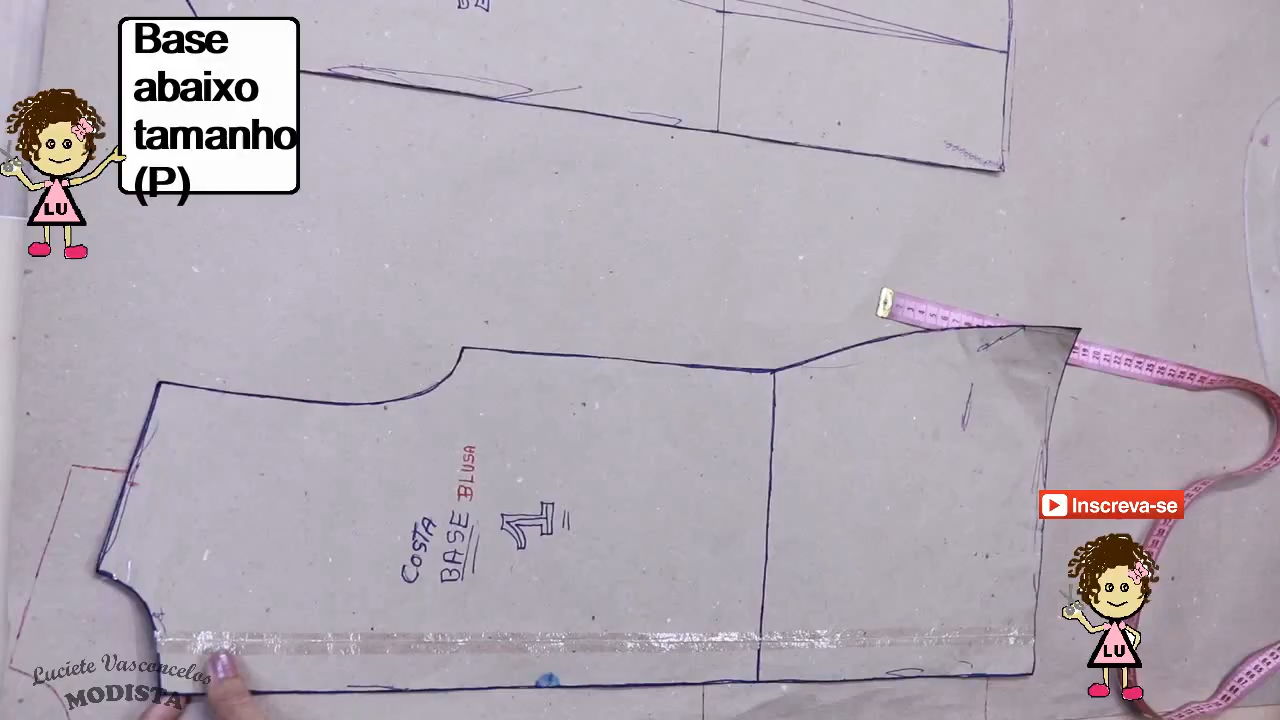 Base
abaixo
tamanho
(P)
LU
COSTA
BASE BLUSA
1
Inscreva-se
LU
Luciete Vasconcelos
MODISTA